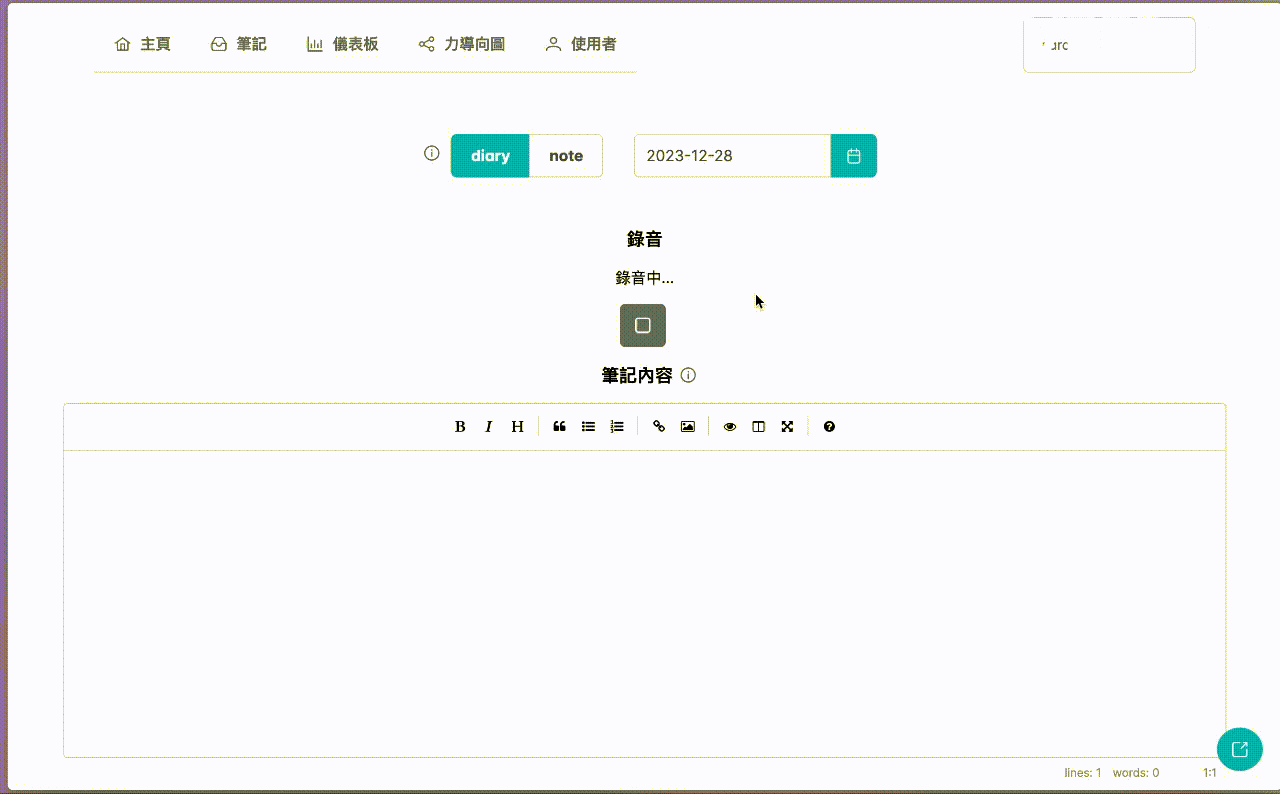 主頁 筆記 儀表板 力導向圖 使用者
diary note 2023-12-28
錄音
錄音中...
筆記內容
B I H
lines: 1 words: 0 1:1